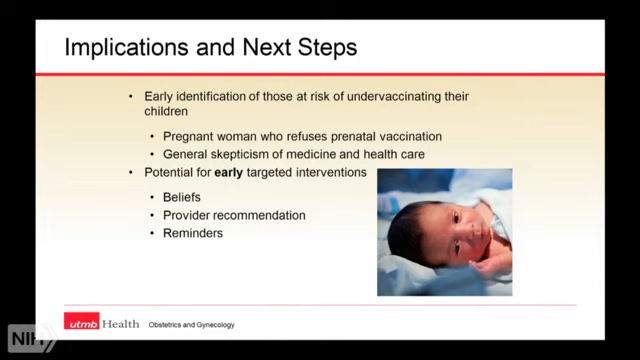 Implications and Next Steps
• Early identification of those at risk of undervaccinating their
children
• Pregnant woman who refuses prenatal vaccination
• General skepticism of medicine and health care
• Potential for early targeted interventions
• Beliefs
• Provider recommendation
• Reminders
utmb Health Obstetrics and Gynecology
NIH